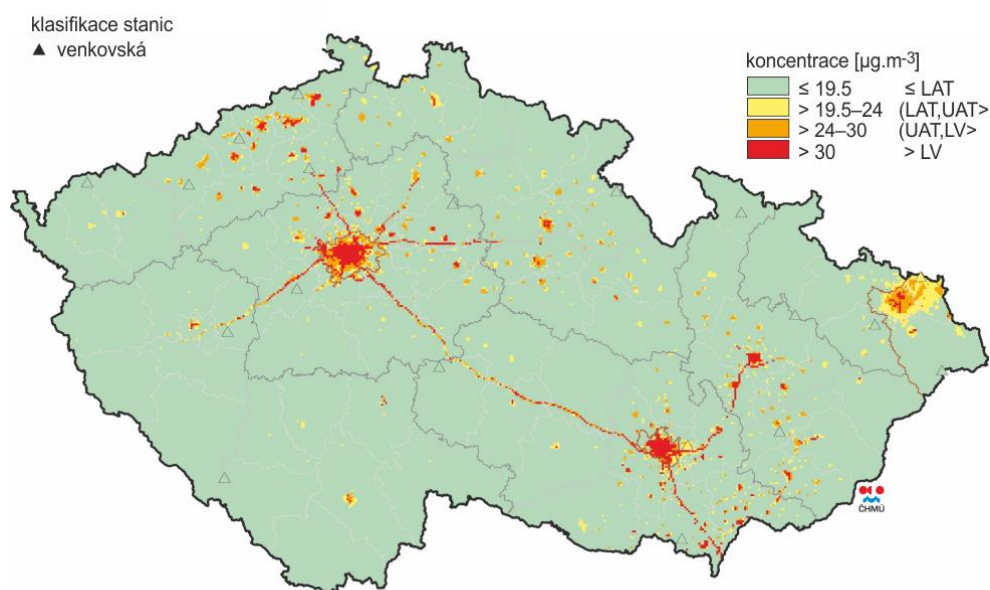 klasifikace stanic
▲ venkovská
koncentrace [µg.m-3]
≤ 19.5 ≤ LAT
> 19.5–24 (LAT,UAT>
> 24–30 (UAT,LV>
> 30 > LV
ČHMÚ